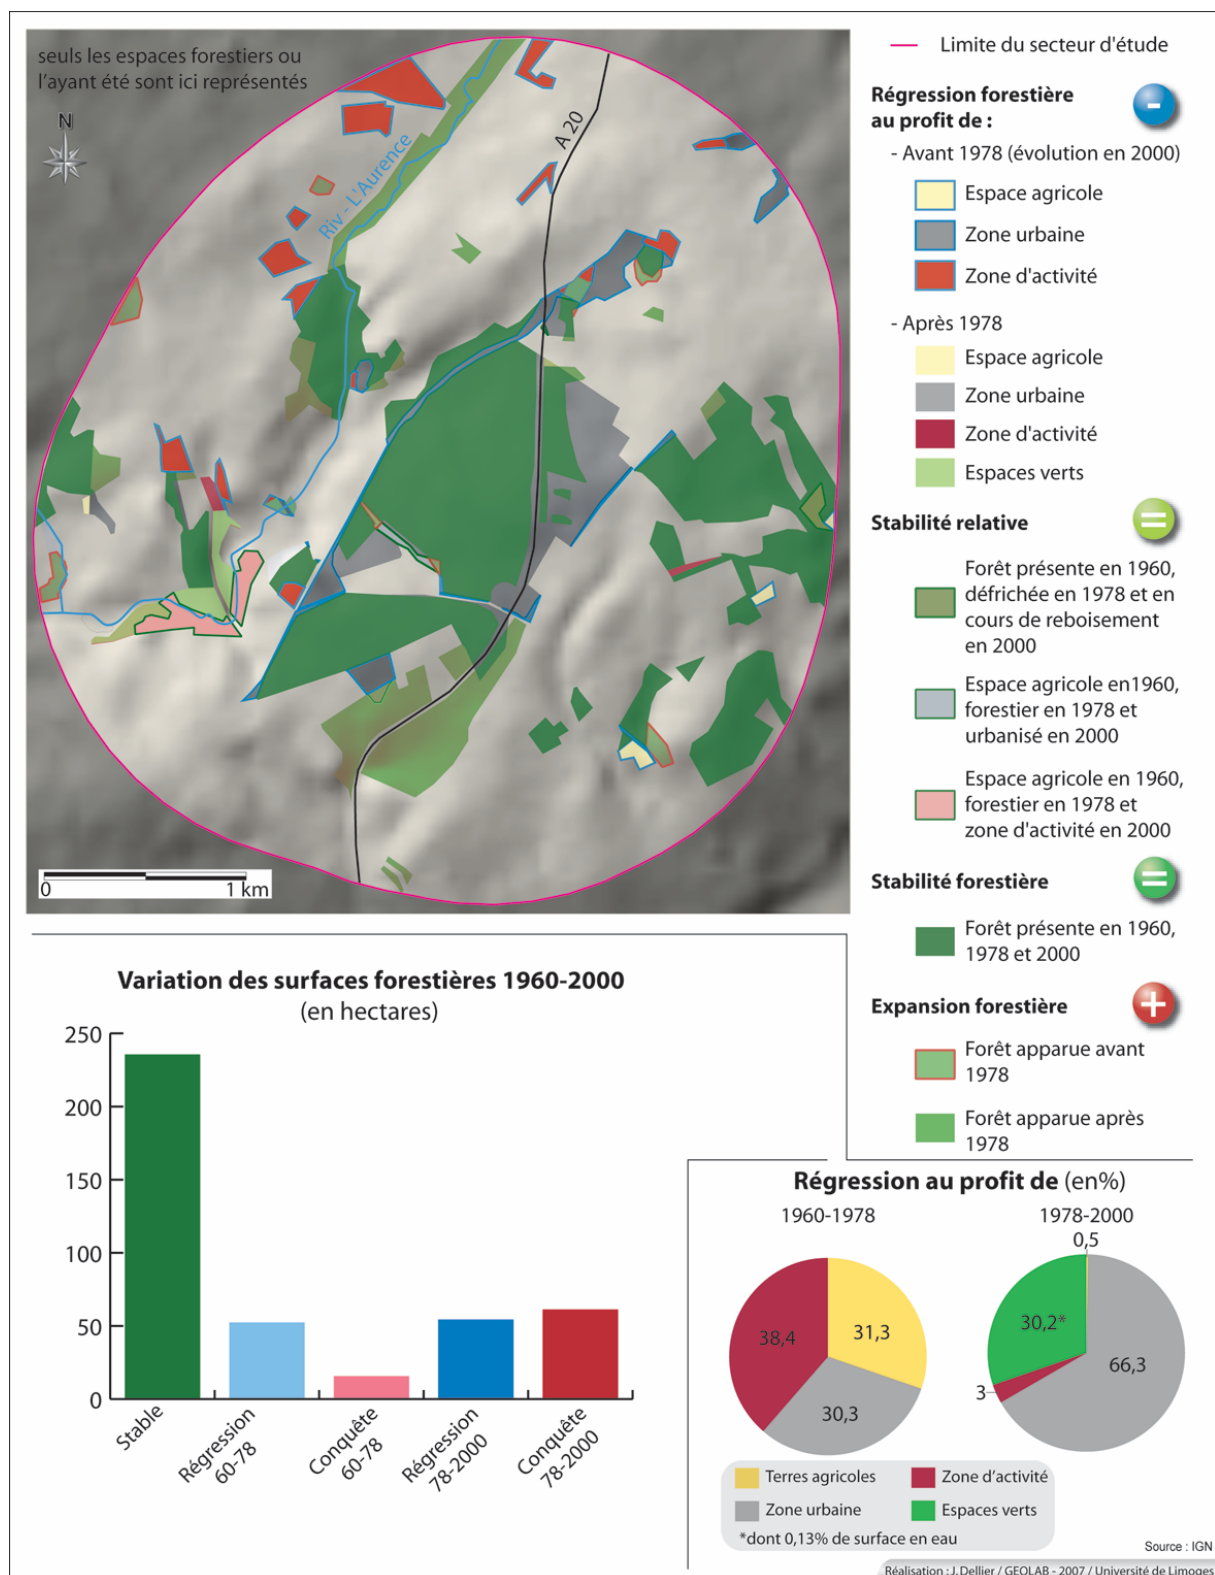 seuls les espaces forestiers ou
l'ayant été sont ici représentés
N
Riv - L'Aurence
A 20
0
1 km
Limite du secteur d'étude
Régression forestière
au profit de :
-
- Avant 1978 (évolution en 2000)
Espace agricole
Zone urbaine
Zone d'activité
- Après 1978
Espace agricole
Zone urbaine
Zone d'activité
Espaces verts
Stabilité relative
=
Forêt présente en 1960,
défrichée en 1978 et en
cours de reboisement
en 2000
Espace agricole en1960,
forestier en 1978 et
urbanisé en 2000
Espace agricole en 1960,
forestier en 1978 et
zone d'activité en 2000
Stabilité forestière
=
Forêt présente en 1960,
1978 et 2000
Expansion forestière
+
Forêt apparue avant
1978
Forêt apparue après
1978
Variation des surfaces forestières 1960-2000
(en hectares)
250
200
150
100
50
0
Stable
Régression
60-78
Conquête
60-78
Régression
78-2000
Conquête
78-2000
Régression au profit de (en%)
1960-1978
38,4
31,3
30,3
1978-2000
0,5
30,2*
66,3
3
Terres agricoles
Zone d'activité
Zone urbaine
Espaces verts
*dont 0,13% de surface en eau
Source : IGN
Réalisation : J. Dellier / GEOLAB - 2007 / Université de Limoges